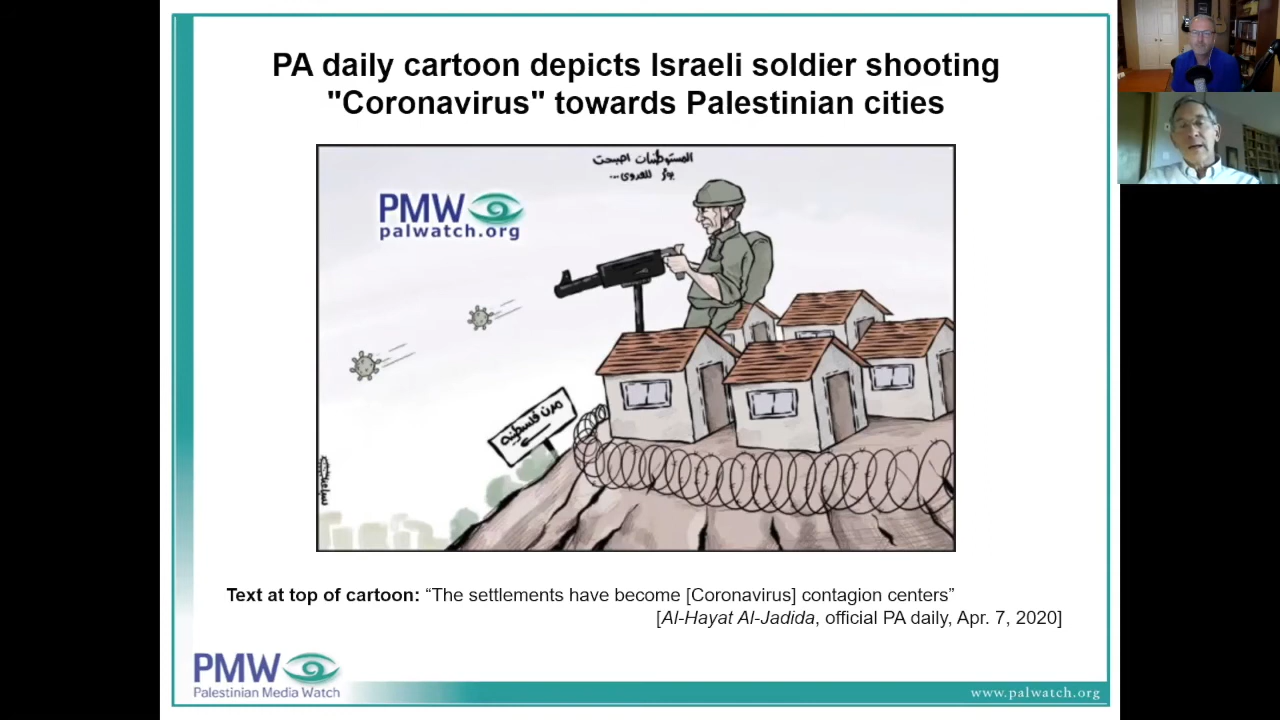 PA daily cartoon depicts Israeli soldier shooting
"Coronavirus" towards Palestinian cities
المستوطنات اصبحت
بؤر للعدوى...
PMW
palwatch.org
مدن فلسطينه
Text at top of cartoon: “The settlements have become [Coronavirus] contagion centers”
[Al-Hayat Al-Jadida, official PA daily, Apr. 7, 2020]
PMW
Palestinian Media Watch
www.palwatch.org